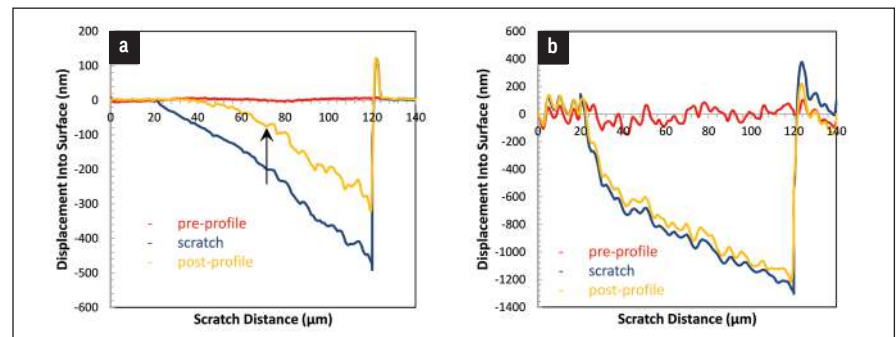 a
200
100
0
-100
-200
-300
-400
-500
-600
0 20 40 60 80 100 120 140
Displacement Into Surface (nm)
Scratch Distance (µm)
- pre-profile
- scratch
- post-profile
b
600
400
200
0
-200
-400
-600
-800
-1000
-1200
-1400
0 20 40 60 80 100 120 140
Displacement Into Surface (nm)
Scratch Distance (µm)
- pre-profile
- scratch
- post-profile